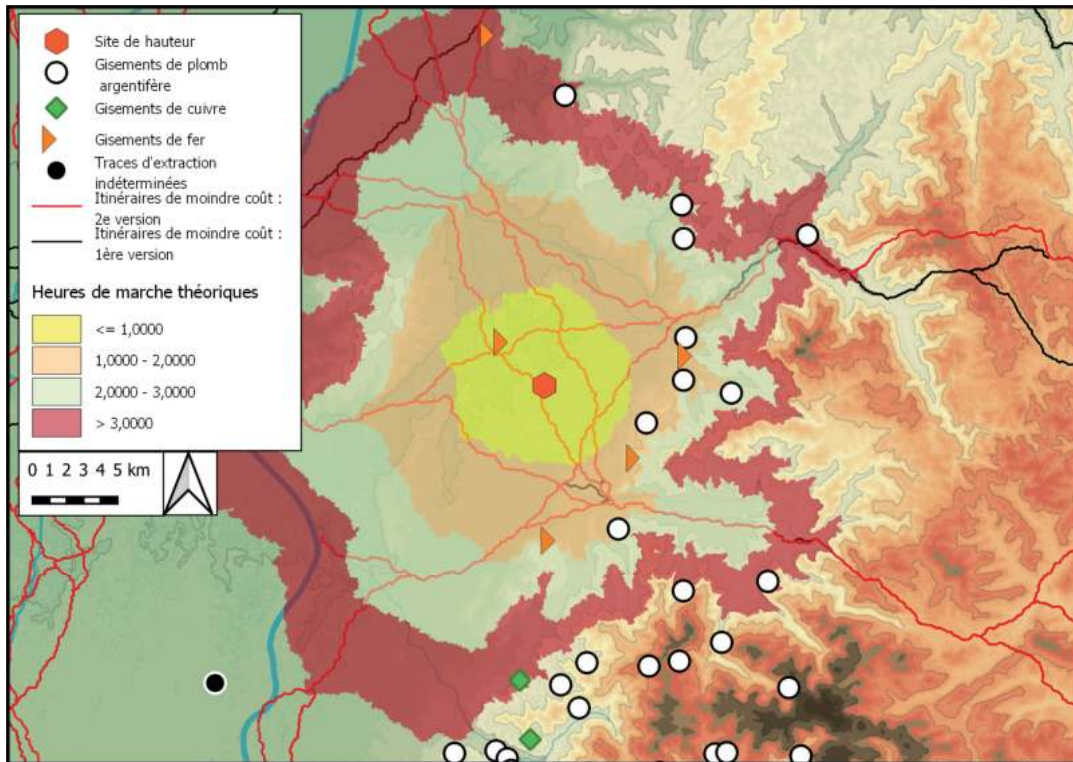 Site de hauteur
Gisements de plomb
argentifère
Gisements de cuivre
Gisements de fer
Traces d'extraction
indéterminées
Itinéraires de moindre coût :
2e version
Itinéraires de moindre coût :
1ère version
Heures de marche théoriques
<= 1,0000
1,0000 - 2,0000
2,0000 - 3,0000
> 3,0000
0 1 2 3 4 5 km